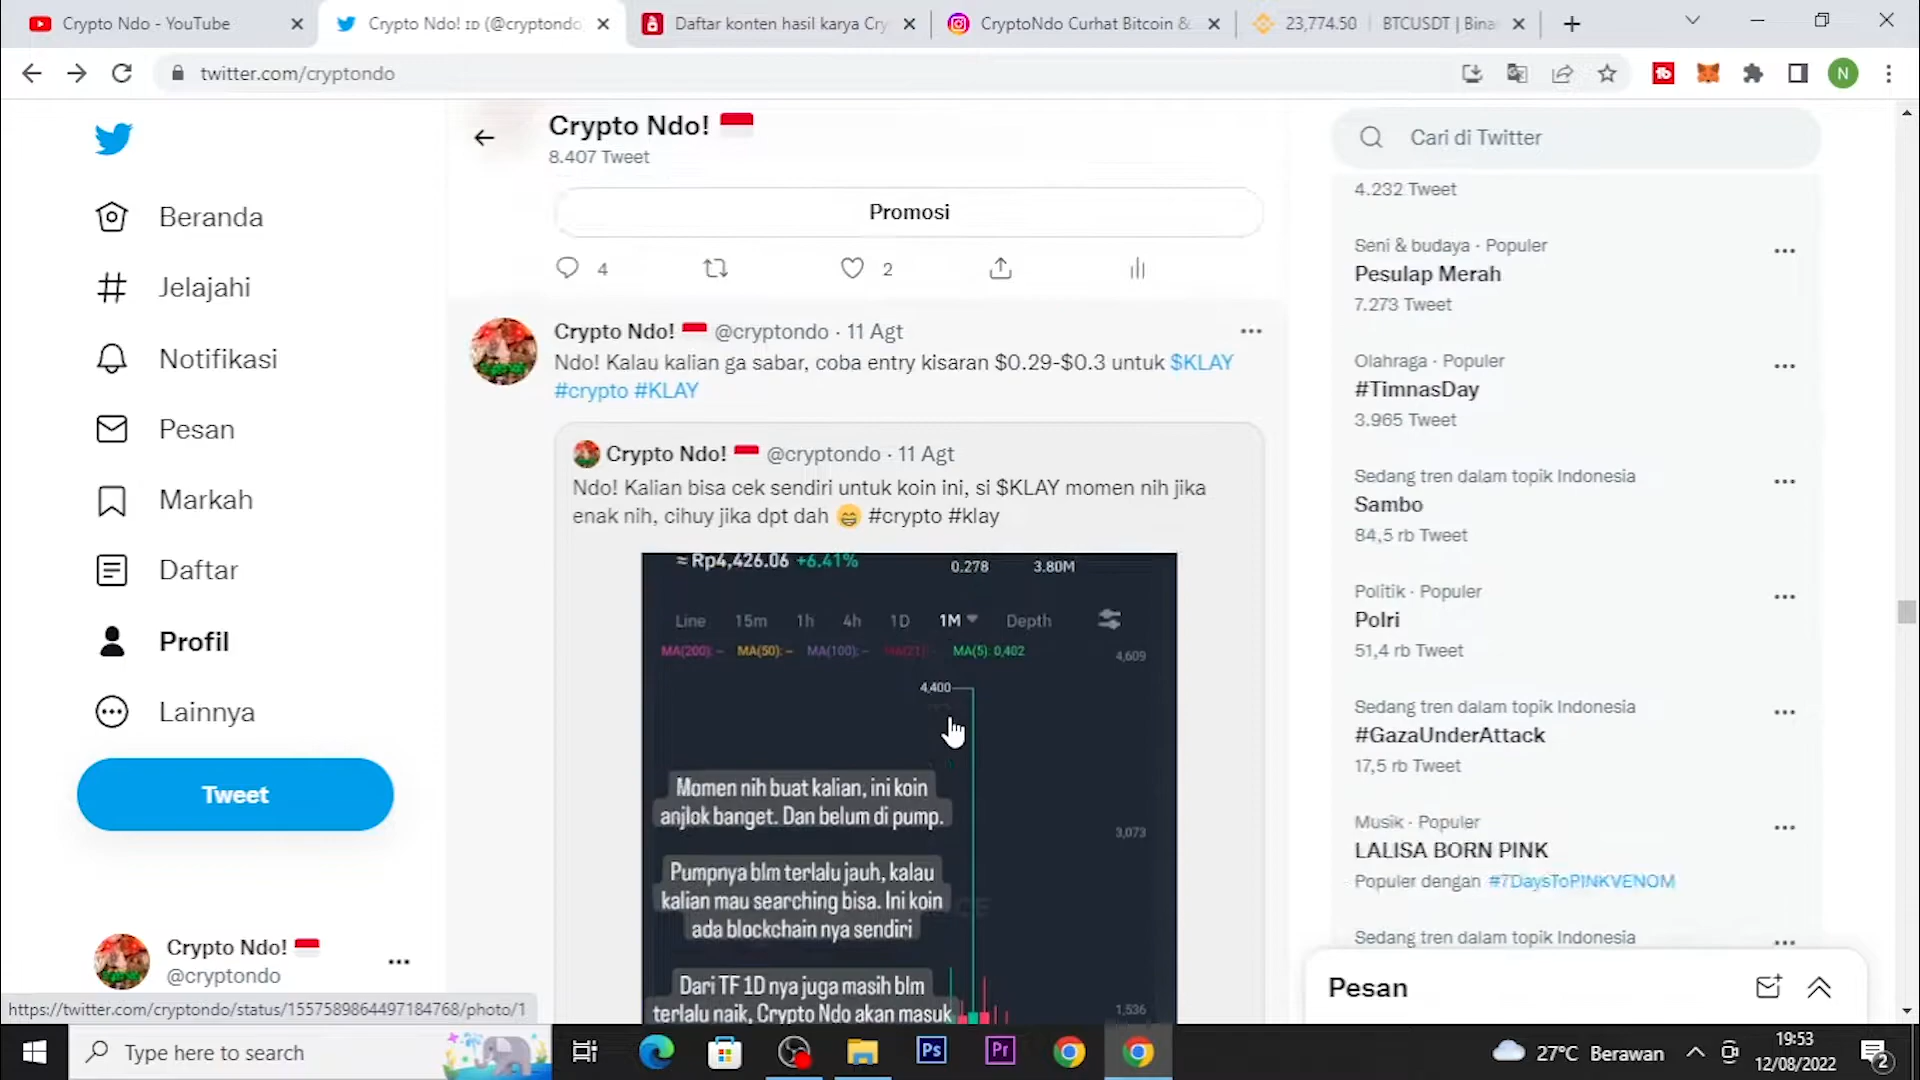 Crypto Ndo - YouTube
Crypto Ndo! ɪᴅ (@cryptondo
Daftar konten hasil karya Cry
CryptoNdo Curhat Bitcoin &
23,774.50
BTCUSDT | Bina
twitter.com/cryptondo
N
Beranda
Jelajahi
Notifikasi
Pesan
Markah
Daftar
Profil
Lainnya
Tweet
Crypto Ndo!
@cryptondo
https://twitter.com/cryptondo/status/1557589864497184768/photo/1
Crypto Ndo!
8.407 Tweet
Promosi
4
2
Crypto Ndo! @cryptondo · 11 Agt
Ndo! Kalau kalian ga sabar, coba entry kisaran $0.29-$0.3 untuk $KLAY
#crypto #KLAY
Crypto Ndo! @cryptondo · 11 Agt
Ndo! Kalian bisa cek sendiri untuk koin ini, si $KLAY momen nih jika
enak nih, cihuy jika dpt dah 😁 #crypto #klay
≈ Rp4,426.06 +6.41%
0.278 3.80M
Line 15m 1h 4h 1D 1M Depth
MA(200): – MA(50): – MA(100): – MA(21): – MA(5): 0,402
4,609
4,400
Momen nih buat kalian, ini koin
anjlok banget. Dan belum di pump.
3,073
Pumpnya blm terlalu jauh, kalau
kalian mau searching bisa. Ini koin
ada blockchain nya sendiri
Dari TF 1D nya juga masih blm
terlalu naik, Crypto Ndo akan masuk
1,536
Cari di Twitter
4.232 Tweet
Seni & budaya · Populer
Pesulap Merah
7.273 Tweet
Olahraga · Populer
#TimnasDay
3.965 Tweet
Sedang tren dalam topik Indonesia
Sambo
84,5 rb Tweet
Politik · Populer
Polri
51,4 rb Tweet
Sedang tren dalam topik Indonesia
#GazaUnderAttack
17,5 rb Tweet
Musik · Populer
LALISA BORN PINK
Populer dengan #7DaysToPINKVENOM
Sedang tren dalam topik Indonesia
Pesan
Type here to search
Ps
Pr
27°C Berawan
19:53
12/08/2022
2